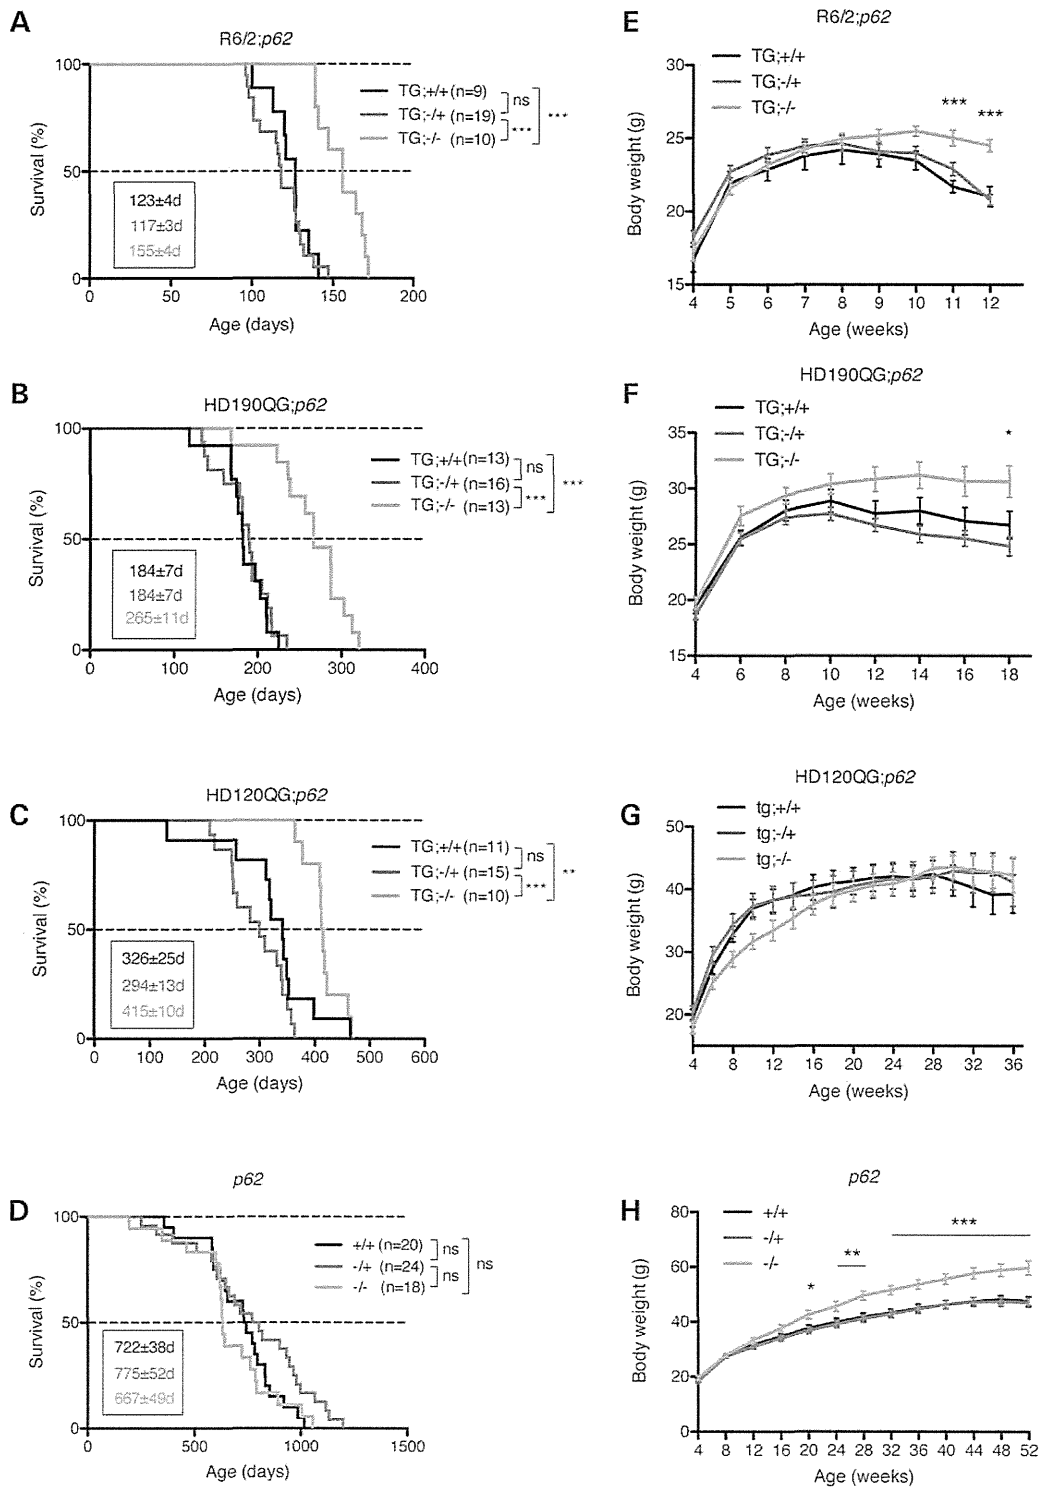 A
R6/2;p62
100
50
0
Survival (%)
TG;+/+ (n=9)
TG;-/+ (n=19)
TG;-/- (n=10)
ns
***
***
123±4d
117±3d
155±4d
0 50 100 150 200
Age (days)
E
R6/2;p62
TG;+/+
TG;-/+
TG;-/-
***
***
30
25
20
15
Body weight (g)
4 5 6 7 8 9 10 11 12
Age (weeks)
B
HD190QG;p62
100
50
0
Survival (%)
TG;+/+ (n=13)
TG;-/+ (n=16)
TG;-/- (n=13)
ns
***
***
184±7d
184±7d
265±11d
0 100 200 300 400
Age (days)
F
HD190QG;p62
TG;+/+
TG;-/+
TG;-/-
*
35
30
25
20
15
Body weight (g)
4 6 8 10 12 14 16 18
Age (weeks)
C
HD120QG;p62
100
50
0
Survival (%)
TG;+/+ (n=11)
TG;-/+ (n=15)
TG;-/- (n=10)
ns
***
**
326±25d
294±13d
415±10d
0 100 200 300 400 500 600
Age (days)
G
HD120QG;p62
tg;+/+
tg;-/+
tg;-/-
50
40
30
20
Body weight (g)
4 8 12 16 20 24 28 32 36
Age (weeks)
D
p62
100
50
0
Survival (%)
+/+ (n=20)
-/+ (n=24)
-/- (n=18)
ns
ns
ns
722±38d
775±52d
667±49d
0 500 1000 1500
Age (days)
H
p62
+/+
-/+
-/-
*
**
***
80
60
40
20
0
Body weight (g)
4 8 12 16 20 24 28 32 36 40 44 48 52
Age (weeks)